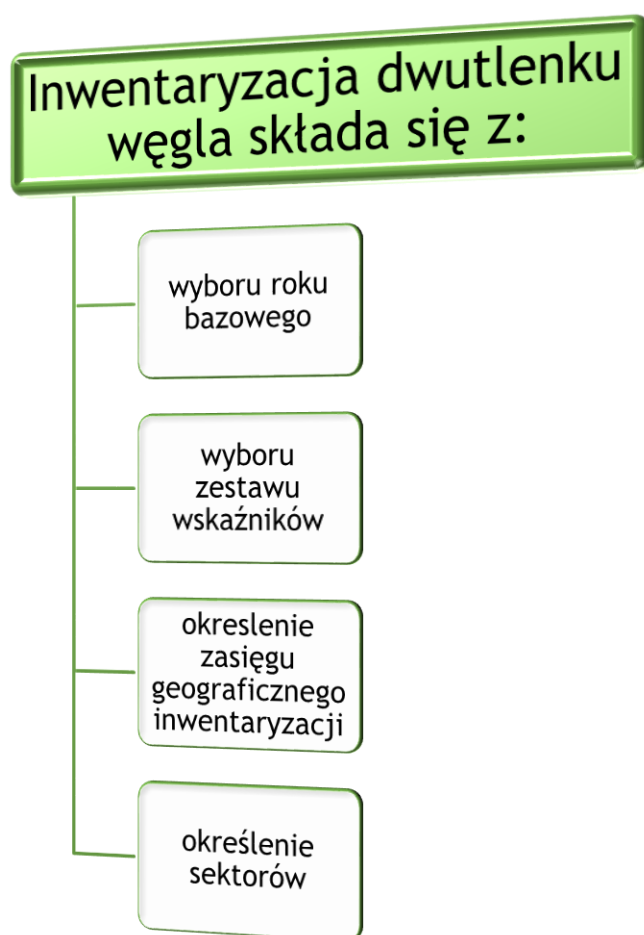 Inwentaryzacja dwutlenku
węgla składa się z:
wyboru roku
bazowego
wyboru
zestawu
wskaźników
okreslenie
zasięgu
geograficznego
inwentaryzacji
określenie
sektorów